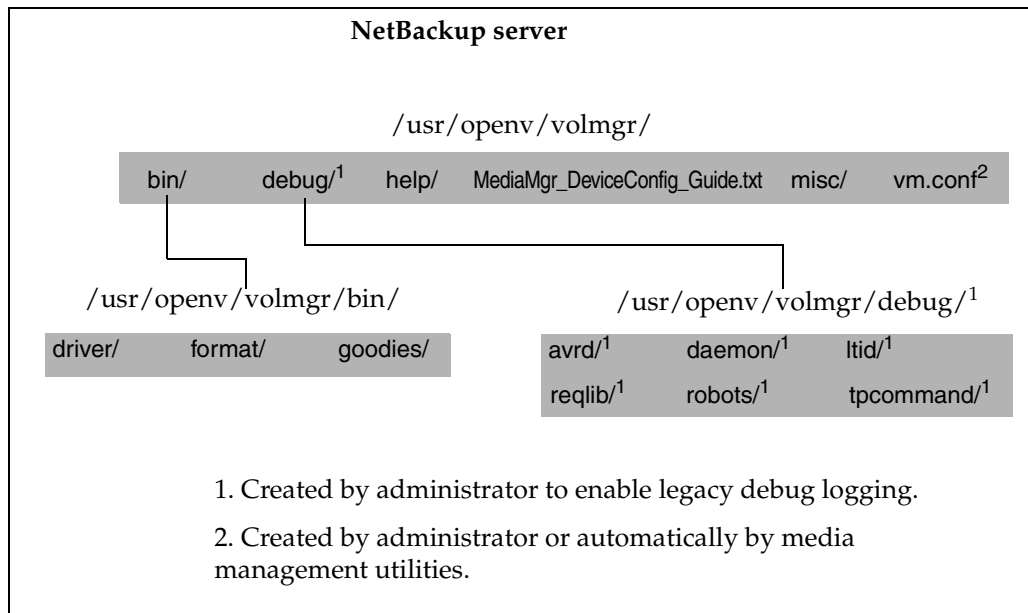 NetBackup server
/usr/openv/volmgr/
bin/ debug/1 help/ MediaMgr_DeviceConfig_Guide.txt misc/ vm.conf2
/usr/openv/volmgr/bin/
driver/ format/ goodies/
/usr/openv/volmgr/debug/1
avrd/1 daemon/1 ltid/1
reqlib/1 robots/1 tpcommand/1
1. Created by administrator to enable legacy debug logging.
2. Created by administrator or automatically by media
management utilities.